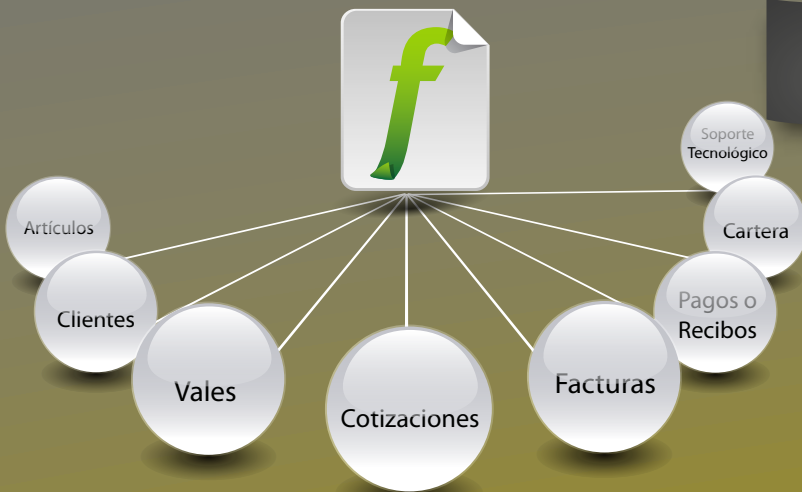 f
Soporte
Tecnológico
Artículos
Cartera
Clientes
Pagos o
Recibos
Vales
Facturas
Cotizaciones